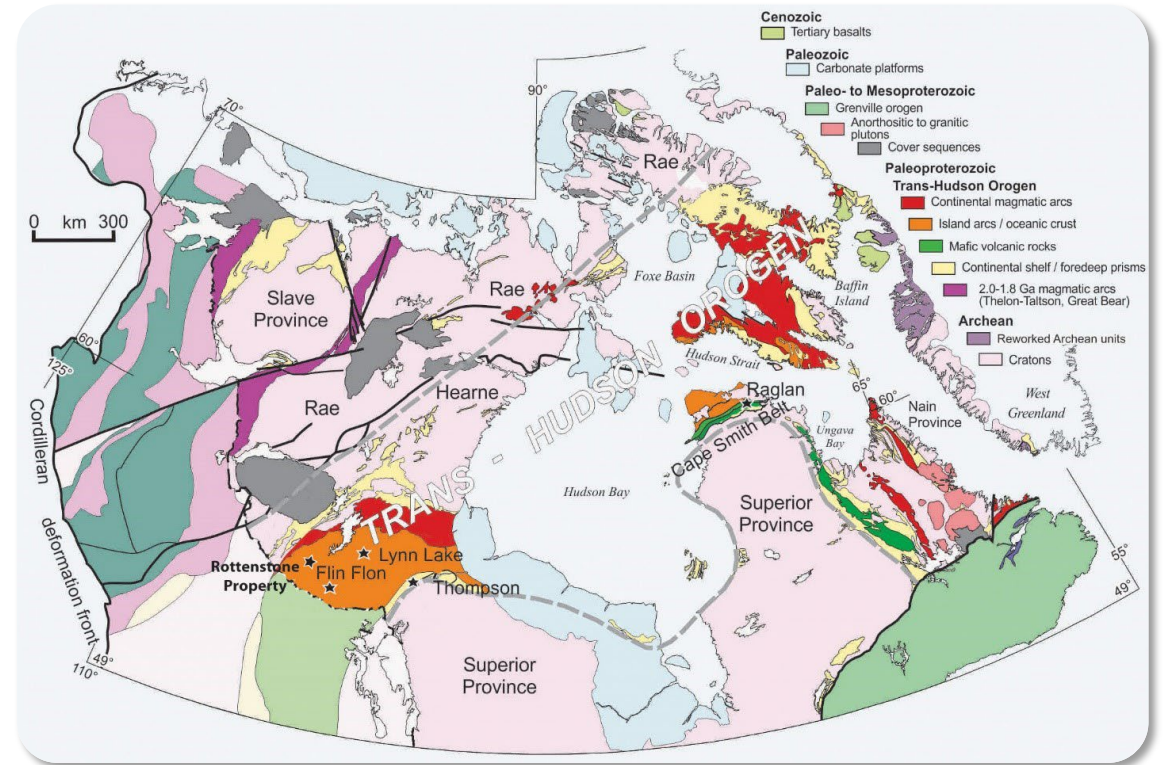 Cenozoic
Tertiary basalts
Paleozoic
Carbonate platforms
Paleo- to Mesoproterozoic
Grenville orogen
Anorthositic to granitic
plutons
Cover sequences
Paleoproterozoic
Trans-Hudson Orogen
Continental magmatic arcs
Island arcs / oceanic crust
Mafic volcanic rocks
Continental shelf / foredeep prisms
2.0-1.8 Ga magmatic arcs
(Thelon-Taltson, Great Bear)
Archean
Reworked Archean units
Cratons
0 km 300
70°
90°
60°
125°
Rae
Foxe Basin
Baffin
Island
Slave
Province
Rae
Hudson Strait
TRANS - HUDSON OROGEN
Hearne
Rae
Raglan
Cape Smith Belt
65°
60°
Nain
Province
West
Greenland
Ungava
Bay
Cordilleran
deformation front
Hudson Bay
Superior
Province
Lynn Lake
Rottenstone
Property
Flin Flon
Thompson
55°
49°
49°
110°
Superior
Province